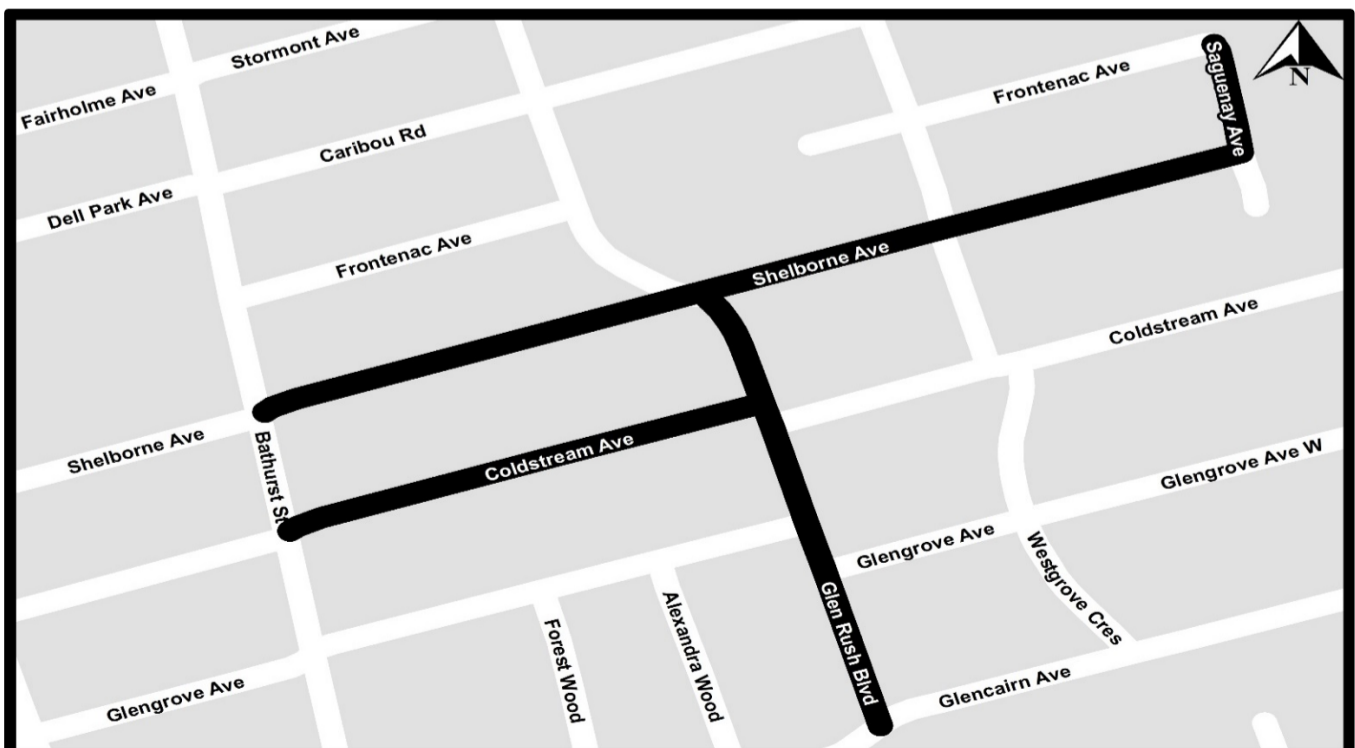 Stormont Ave
Fairholme Ave
Saguenay Ave
Frontenac Ave
N
Caribou Rd
Dell Park Ave
Frontenac Ave
Shelborne Ave
Coldstream Ave
Shelborne Ave
Bathurst St
Coldstream Ave
Glengrove Ave W
Glengrove Ave
Westgrove Cres
Glen Rush Blvd
Alexandra Wood
Forest Wood
Glengrove Ave
Glencairn Ave